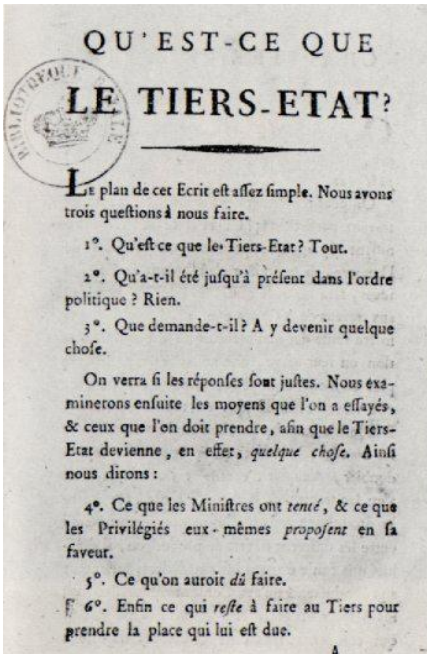 QU'EST-CE QUE
LE TIERS-ETAT?
BIBLIOTHEQUE ROYALE
LE plan de cet Ecrit eſt aſſez ſimple. Nous avons
trois queſtions à nous faire.
1°. Qu'eſt ce que le Tiers-Etat? Tout.
2°. Qu'a-t-il été juſqu'à préſent dans l'ordre
politique? Rien.
3°. Que demande-t-il? A y devenir quelque
choſe.
On verra ſi les réponſes ſont juſtes. Nous exa-
minerons enſuite les moyens que l'on a eſſayés,
& ceux que l'on doit prendre, afin que le Tiers-
Etat devienne, en effet, quelque choſe. Ainſi
nous dirons :
4°. Ce que les Miniſtres ont tenté, & ce que
les Privilégiés eux-mêmes propoſent en ſa
faveur.
5°. Ce qu'on auroit dû faire.
6°. Enfin ce qui reſte à faire au Tiers pour
prendre la place qui lui eſt due.
A